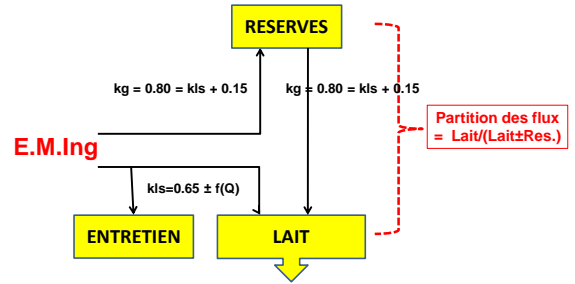 RESERVES
kg = 0.80 = kls + 0.15
kg = 0.80 = kls + 0.15
Partition des flux
= Lait/(Lait±Res.)
E.M.Ing
kls=0.65 ± f(Q)
ENTRETIEN
LAIT